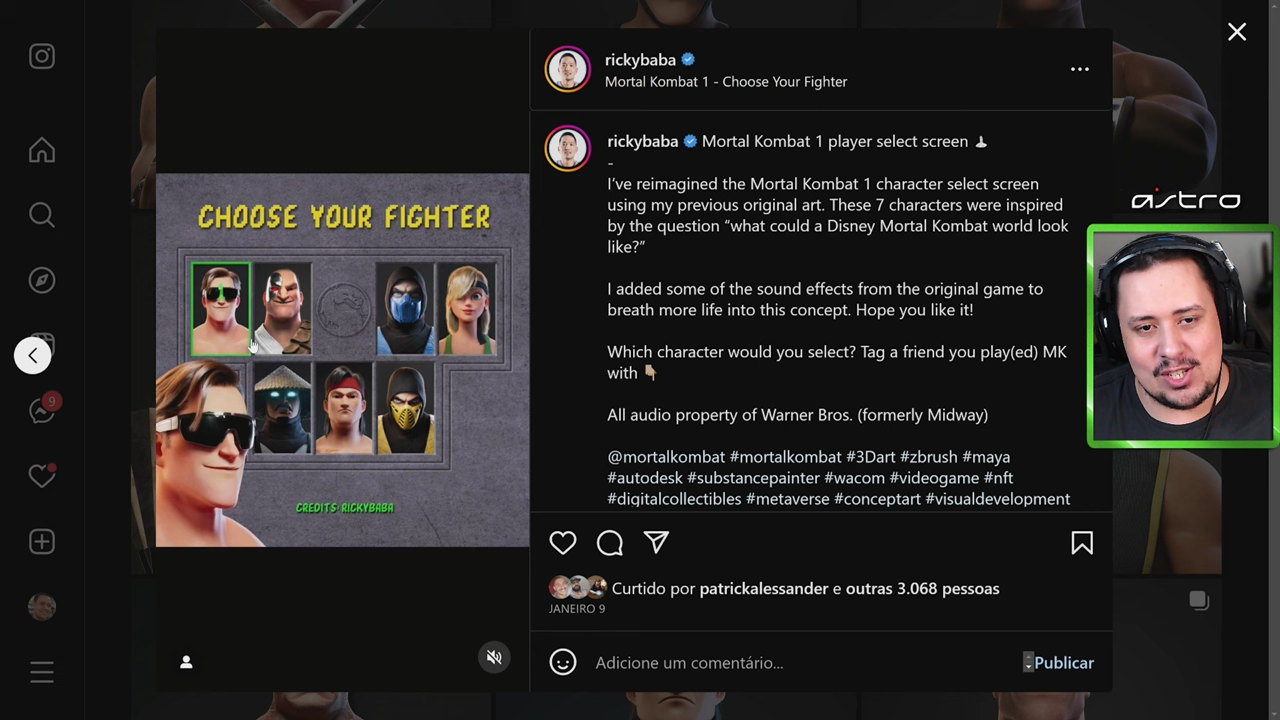 rickybaba
Mortal Kombat 1 - Choose Your Fighter
rickybaba Mortal Kombat 1 player select screen
-
I've reimagined the Mortal Kombat 1 character select screen
using my previous original art. These 7 characters were inspired
by the question "what could a Disney Mortal Kombat world look
like?"
I added some of the sound effects from the original game to
breath more life into this concept. Hope you like it!
Which character would you select? Tag a friend you play(ed) MK
with
All audio property of Warner Bros. (formerly Midway)
@mortalkombat #mortalkombat #3Dart #zbrush #maya
#autodesk #substancepainter #wacom #videogame #nft
#digitalcollectibles #metaverse #conceptart #visualdevelopment
Curtido por patrickalessander e outras 3.068 pessoas
JANEIRO 9
Adicione um comentário...
Publicar
CHOOSE YOUR FIGHTER
CREDITS: RICKYBABA
9
astro